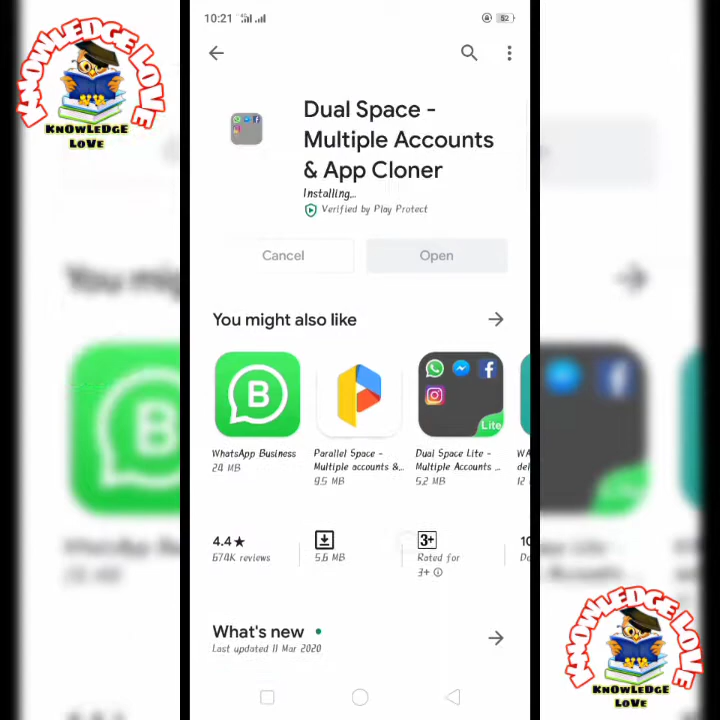 KNOWLEDGE LOVE
KNOWLEDGE
LOVE
10:21
52
Dual Space -
Multiple Accounts
& App Cloner
Installing...
Verified by Play Protect
Cancel
Open
You might also like
B
Lite
WhatsApp Business
24 MB
Parallel Space -
Multiple accounts &...
9.5 MB
Dual Space Lite -
Multiple Accounts ...
5.2 MB
4.4★
674K reviews
5.6 MB
3+
Rated for
3+
What's new
Last updated 11 Mar 2020
KNOWLEDGE LOVE
KNOWLEDGE
LOVE